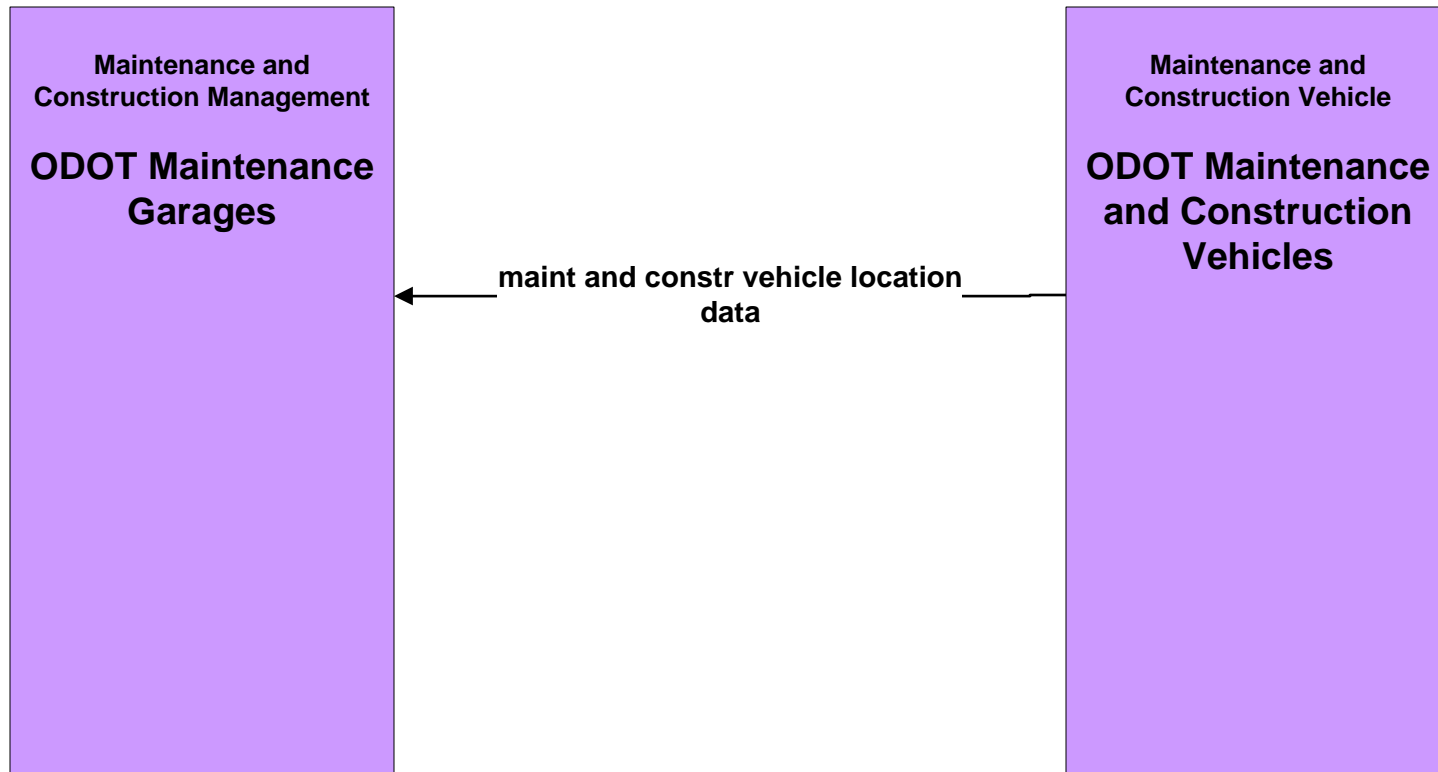 Maintenance and
Construction Management
ODOT Maintenance
Garages
maint and constr vehicle location
data
Maintenance and
Construction Vehicle
ODOT Maintenance
and Construction
Vehicles